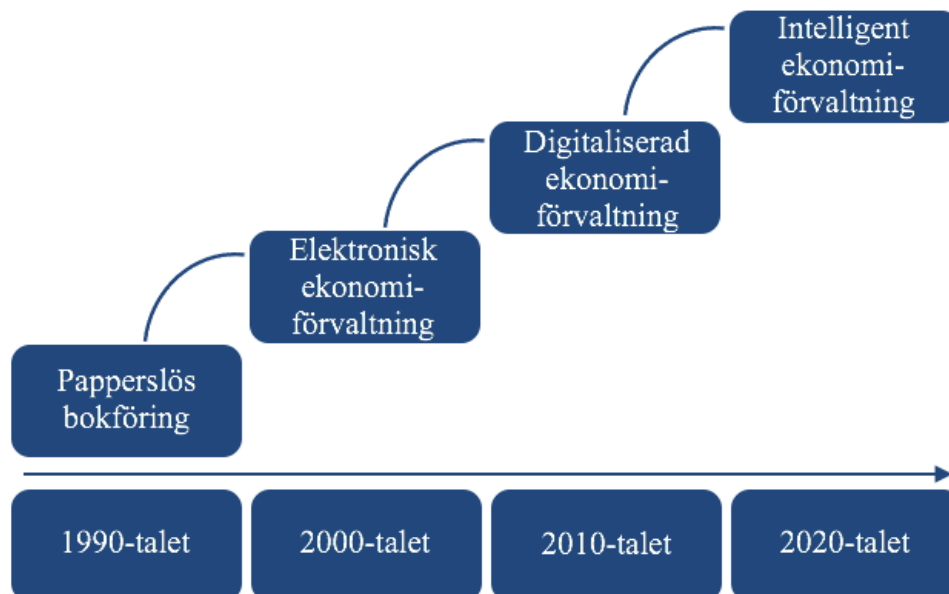 Intelligent
ekonomi-
förvaltning
Digitaliserad
ekonomi-
förvaltning
Elektronisk
ekonomi-
förvaltning
Papperslös
bokföring
1990-talet
2000-talet
2010-talet
2020-talet